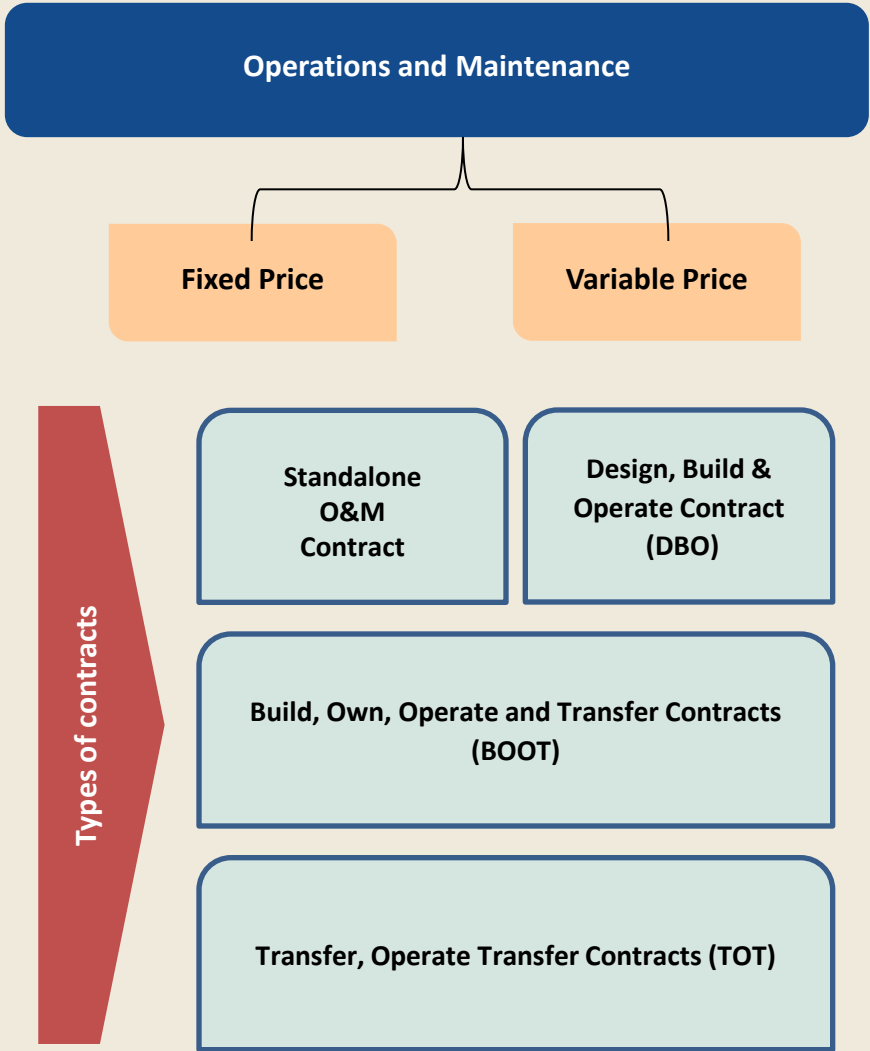 Operations and Maintenance
Fixed Price
Variable Price
Types of contracts
Standalone
O&M
Contract
Design, Build &
Operate Contract
(DBO)
Build, Own, Operate and Transfer Contracts
(BOOT)
Transfer, Operate Transfer Contracts (TOT)